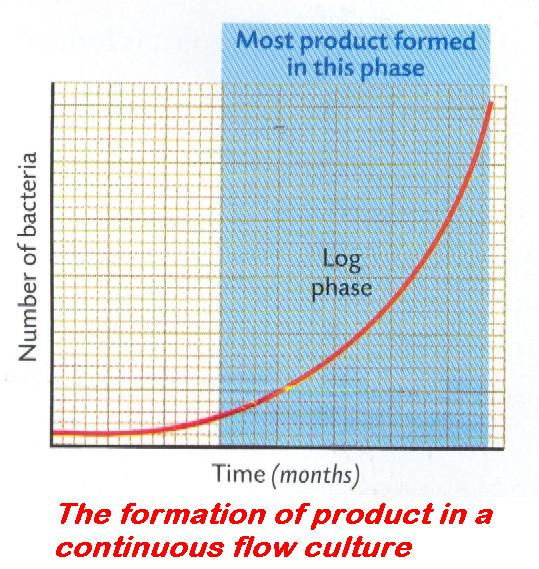 Most product formed
in this phase
Number of bacteria
Log
phase
Time (months)
The formation of product in a
continuous flow culture